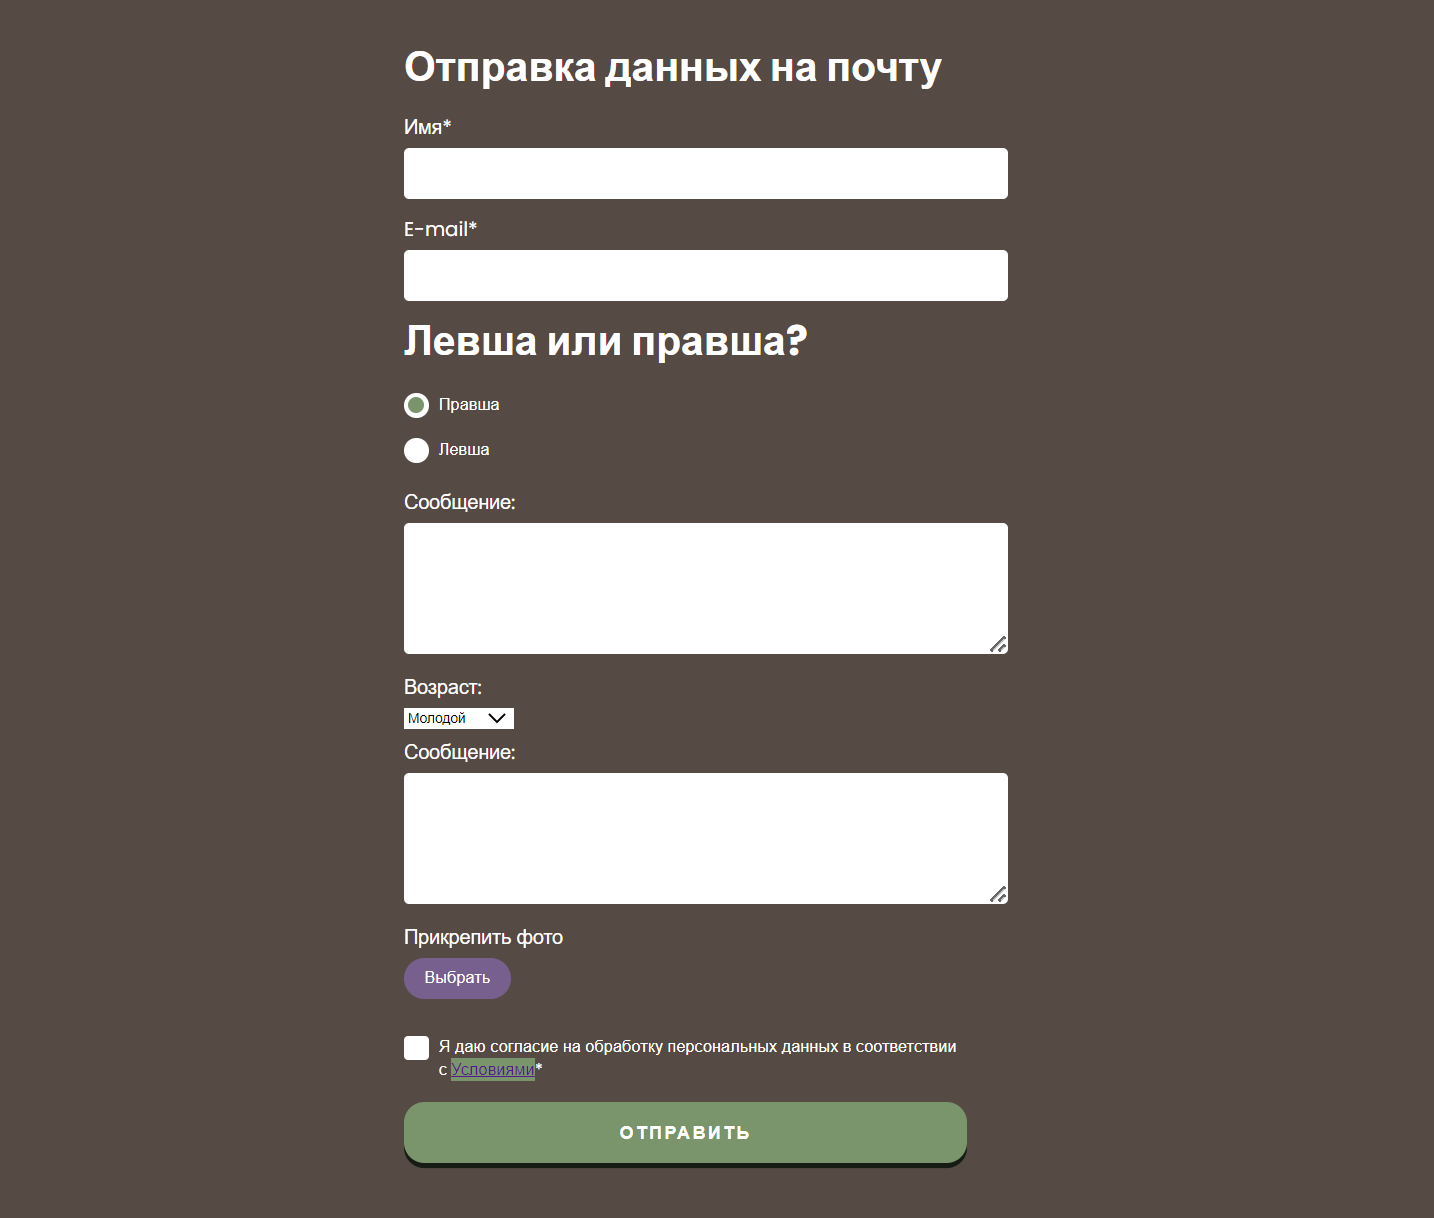 Отправка данных на почту
Имя*
E-mail*
Левша или правша?
Правша
Левша
Сообщение:
Возраст:
Молодой
Сообщение:
Прикрепить фото
Выбрать
Я даю согласие на обработку персональных данных в соответствии
с Условиями*
ОТПРАВИТЬ